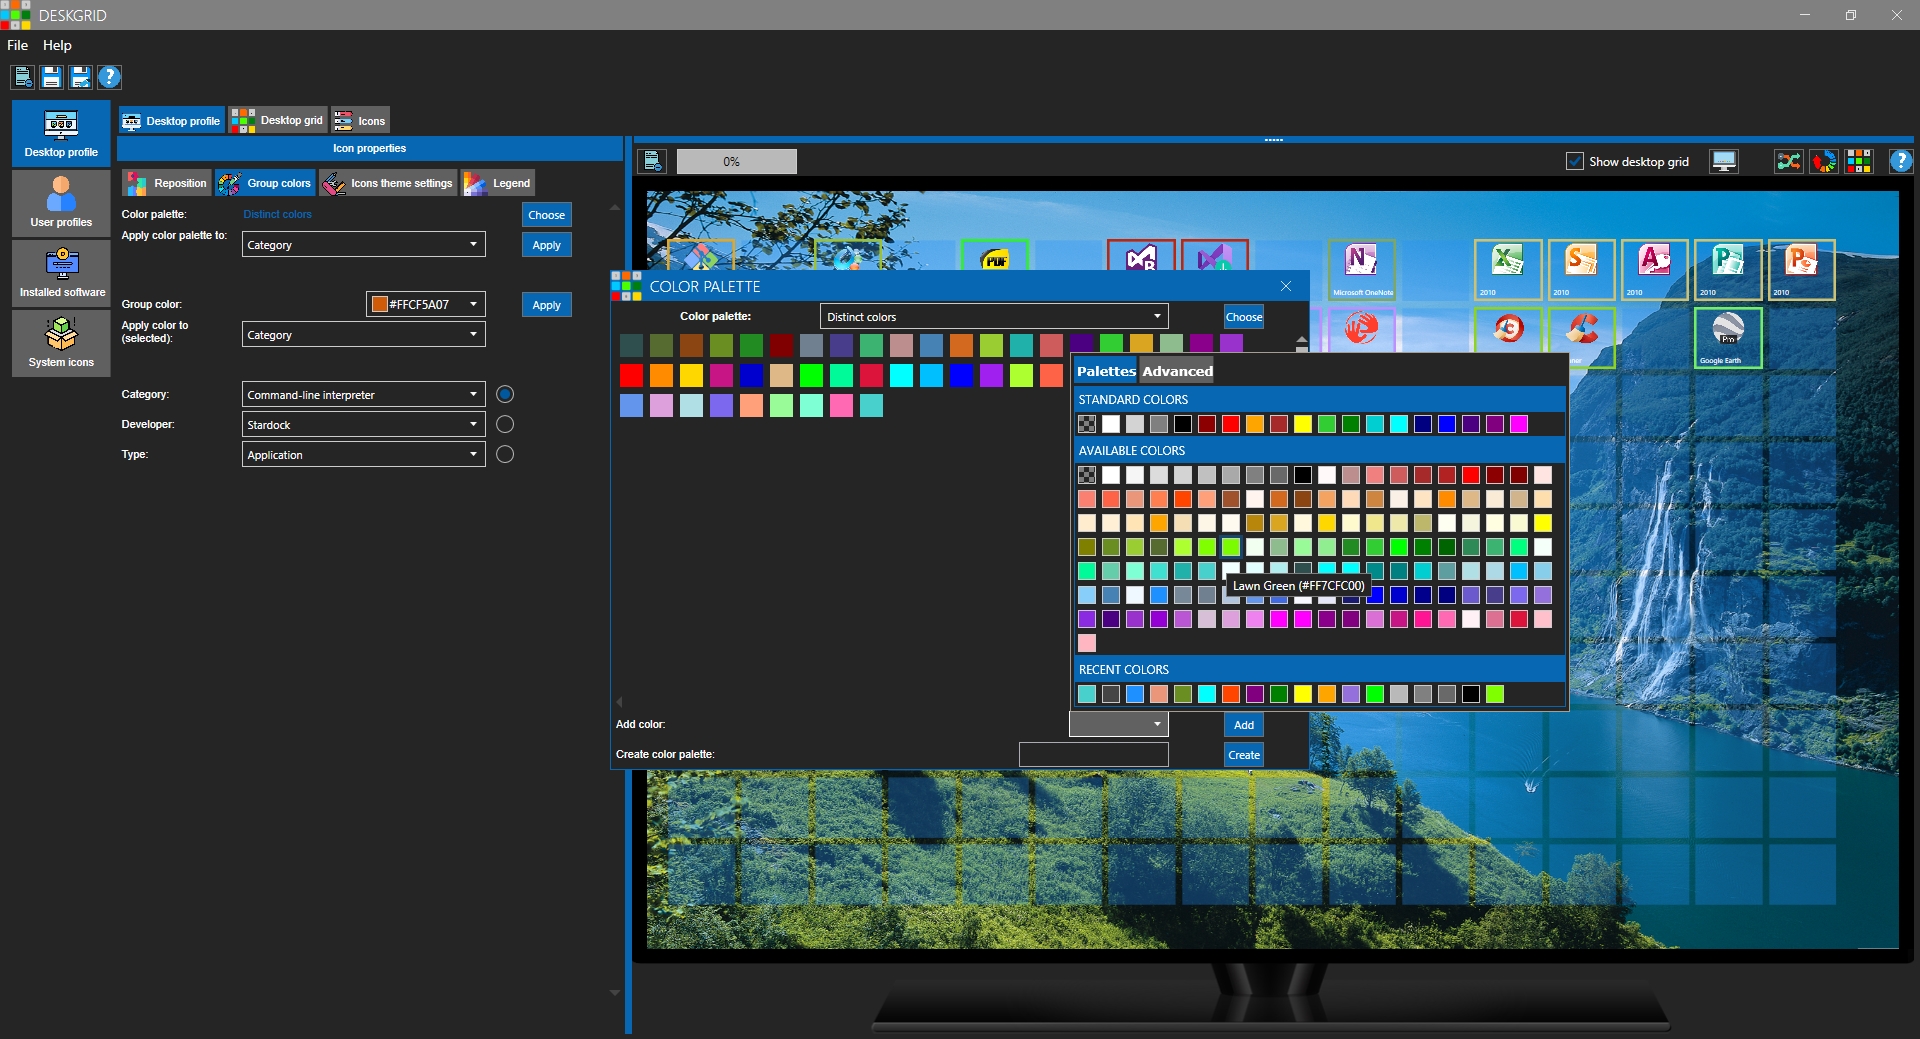 DESKGRID
File Help
Desktop profile
User profiles
Installed software
System icons
Desktop profile Desktop grid Icons
Icon properties
Reposition Group colors Icons theme settings Legend
Color palette: Distinct colors Choose
Apply color palette to: Category Apply
Group color: #FFCF5A07 Apply
Apply color to
(selected): Category
Category: Command-line interpreter
Developer: Stardock
Type: Application
0% Show desktop grid
PDF
Microsoft OneNote
2010 2010 2010 2010 2010
ner
Pro
Google Earth
COLOR PALETTE
Color palette: Distinct colors Choose
Palettes Advanced
STANDARD COLORS
AVAILABLE COLORS
Lawn Green (#FF7CFC00)
RECENT COLORS
Add color: Add
Create color palette: Create